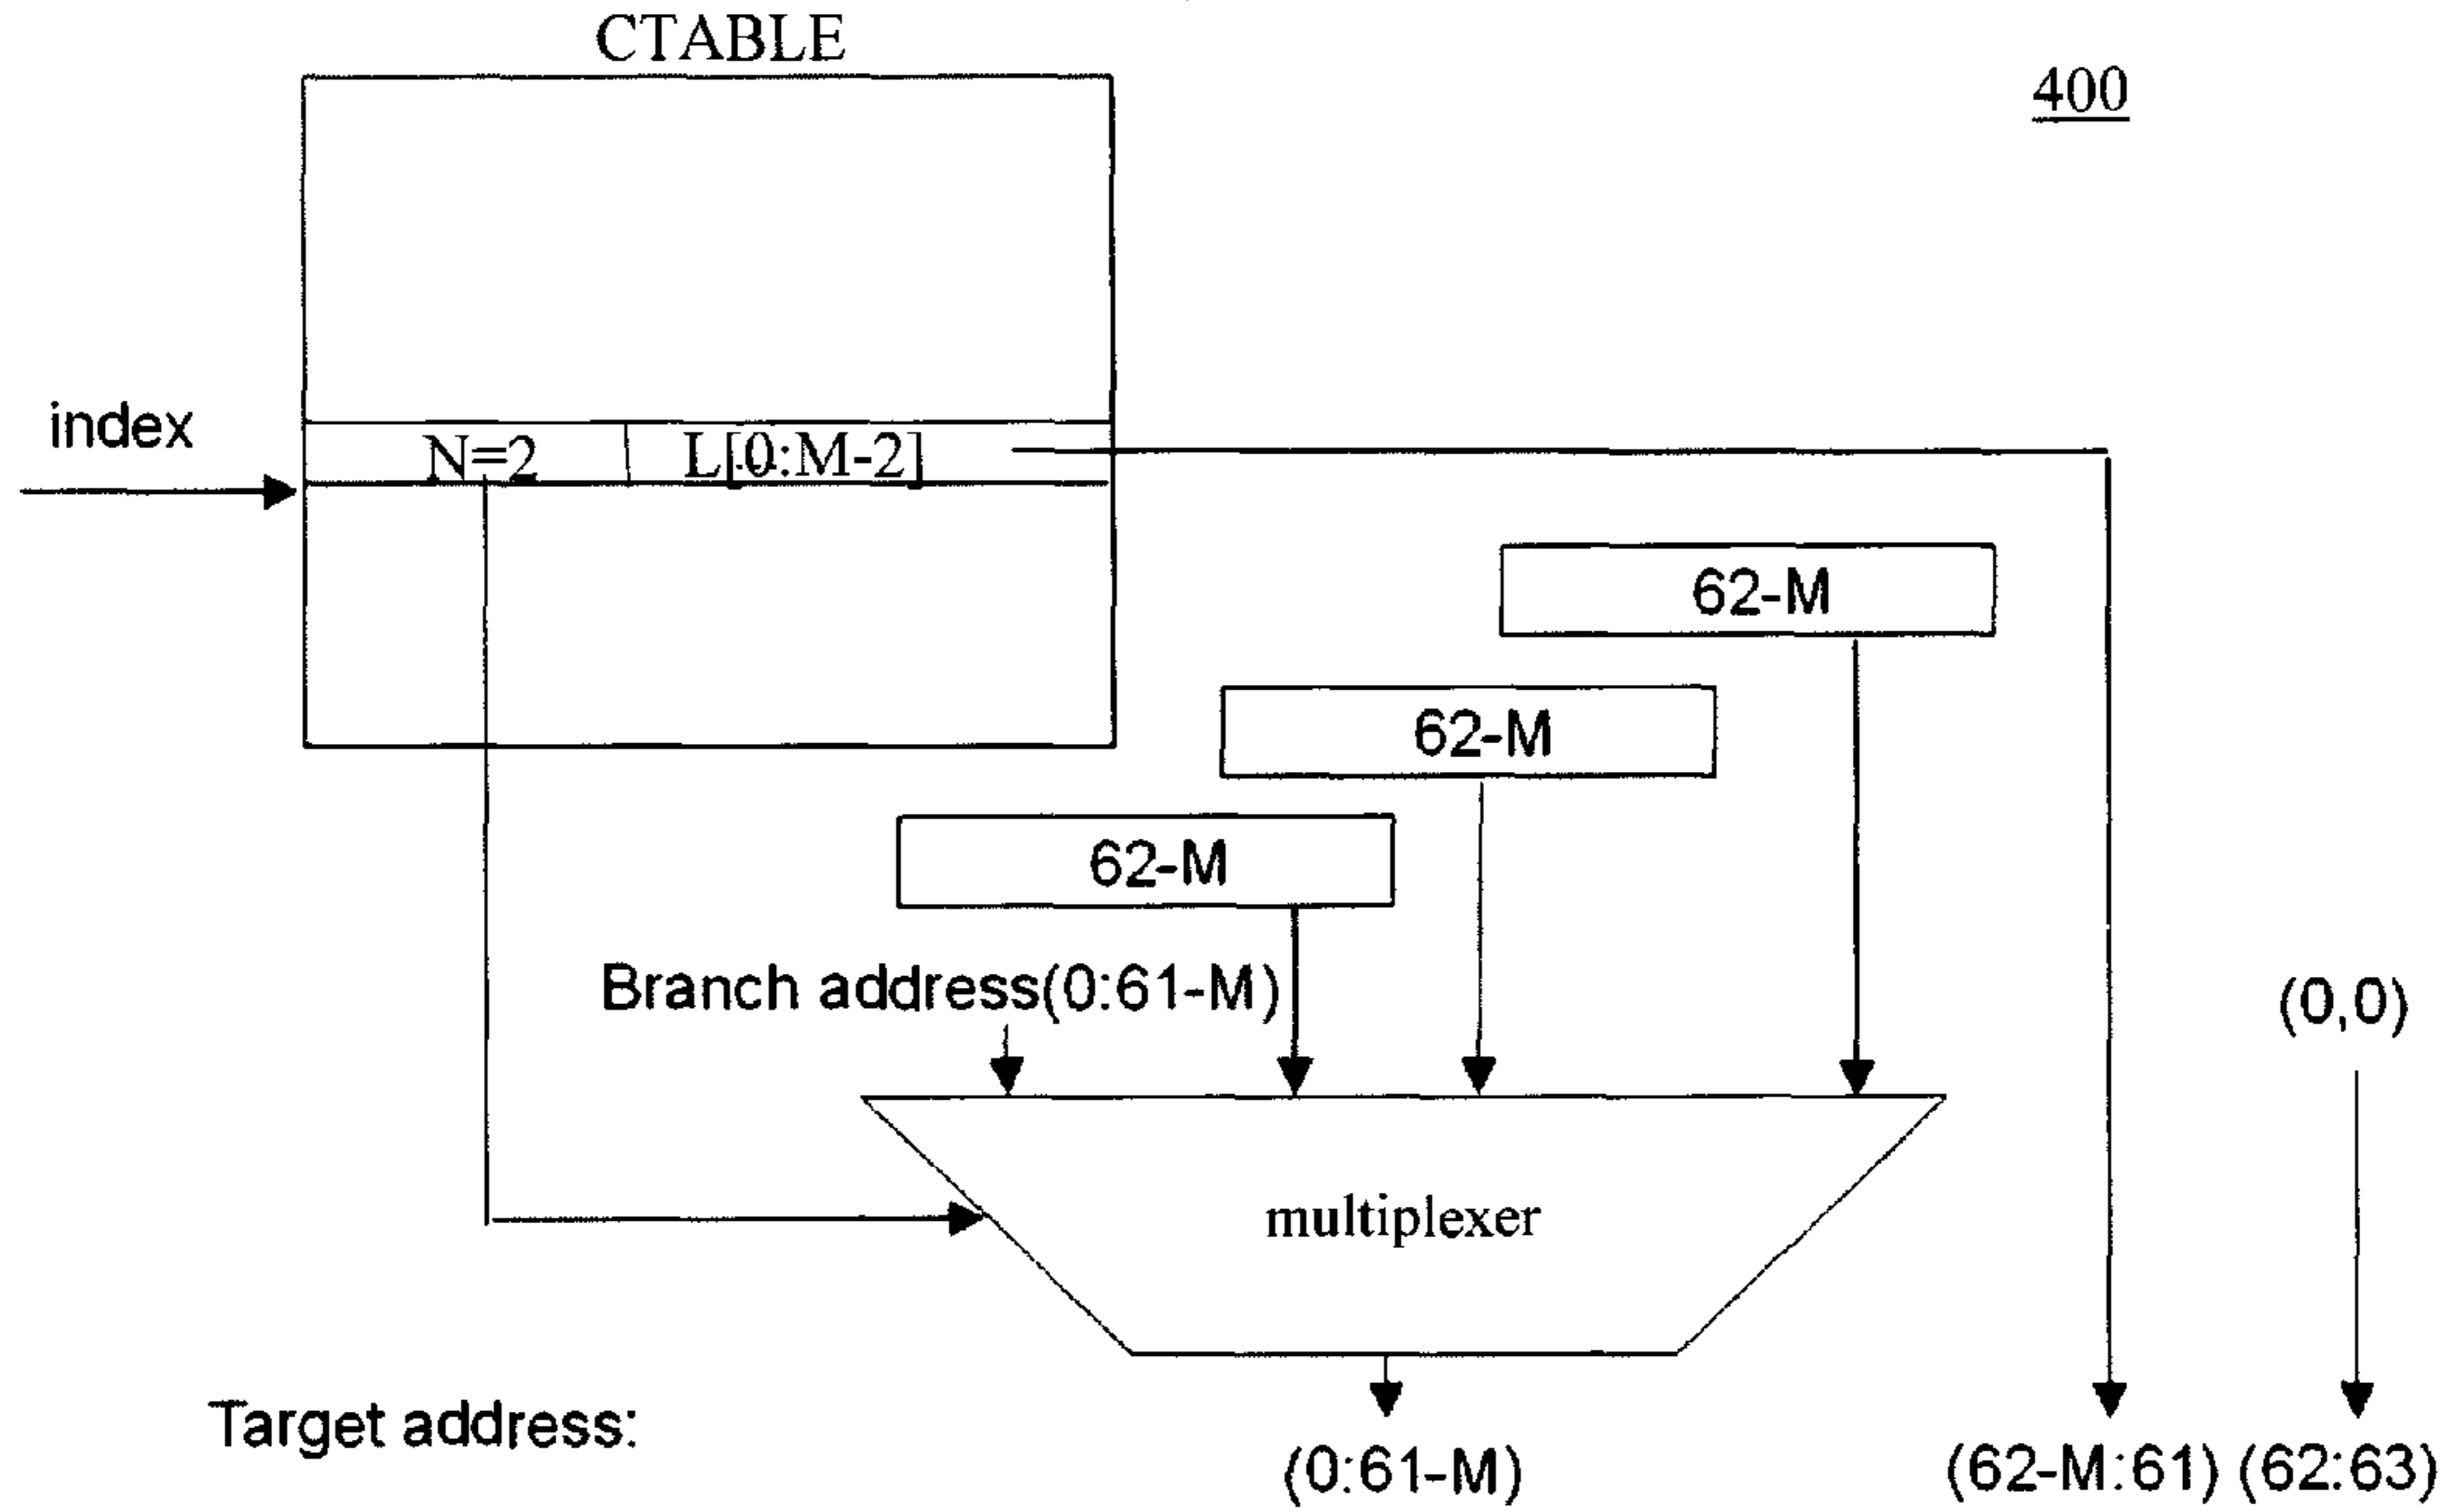 CTABLE
400
index
N=2
L[0:M-2]
62-M
62-M
62-M
Branch address(0:61-M)
(0,0)
multiplexer
Target address:
(0:61-M)
(62-M:61)
(62:63)